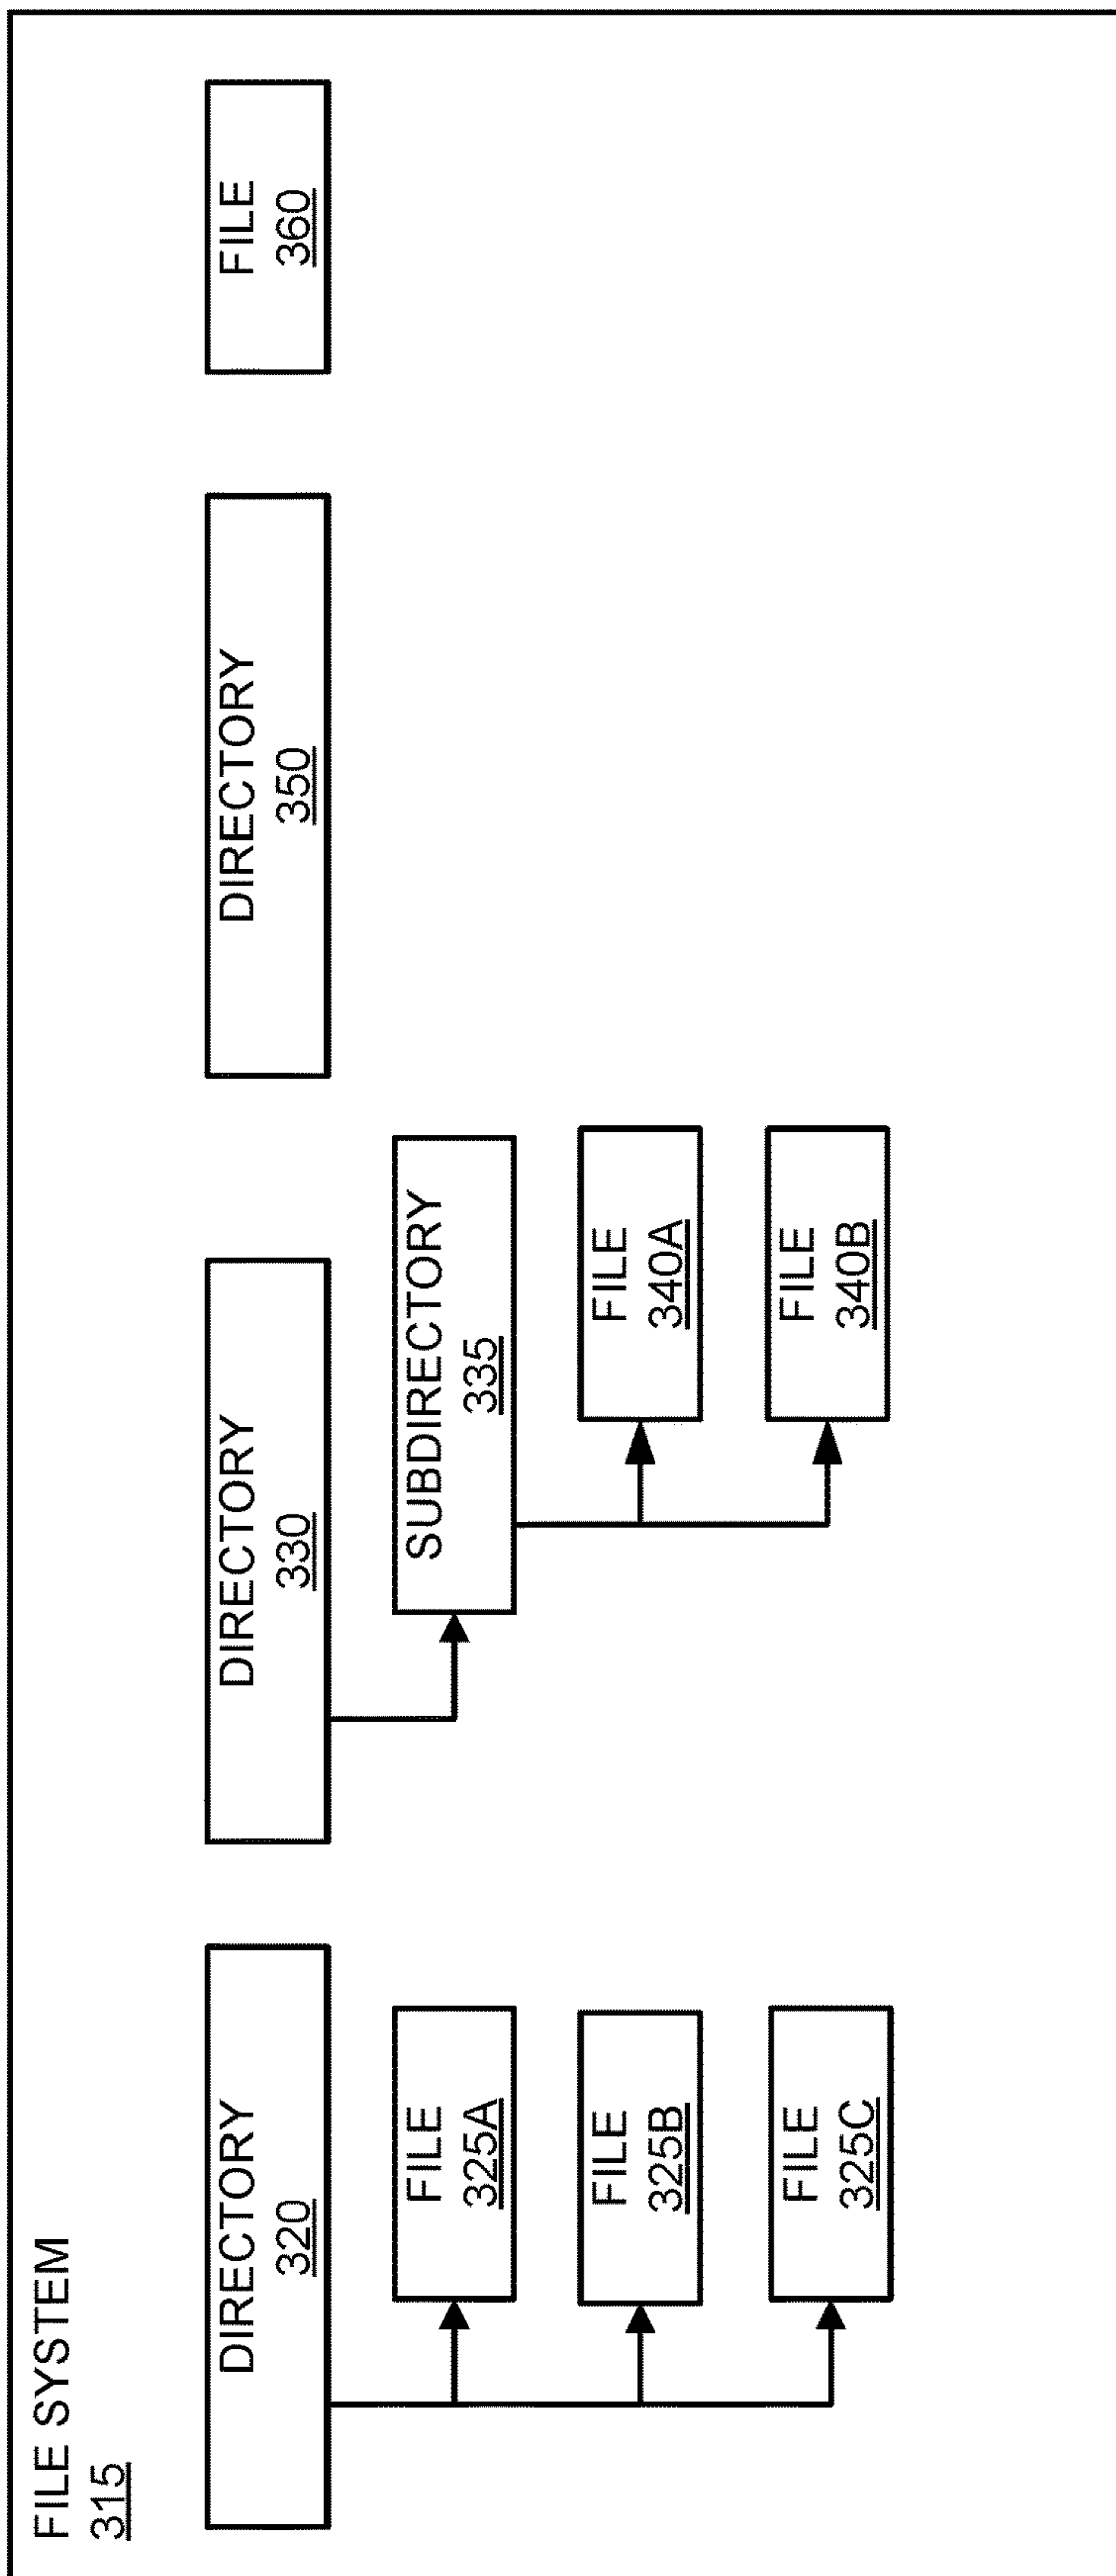 FILE SYSTEM
315
DIRECTORY
320
FILE
325A
FILE
325B
FILE
325C
DIRECTORY
330
SUBDIRECTORY
335
FILE
340A
FILE
340B
DIRECTORY
350
FILE
360